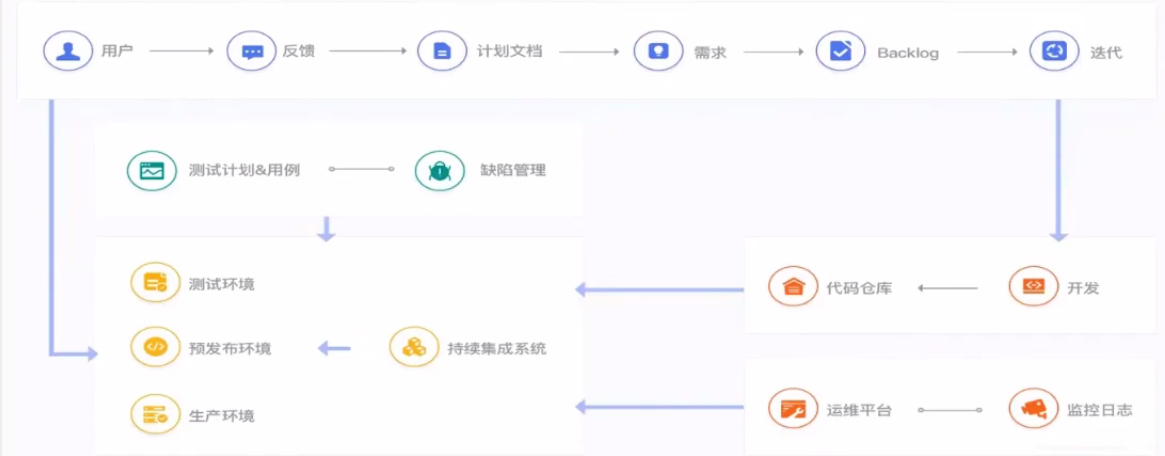 用户 反馈 计划文档 需求 Backlog 迭代
测试计划&用例 缺陷管理
测试环境 代码仓库 开发
预发布环境 持续集成系统
生产环境 运维平台 监控日志